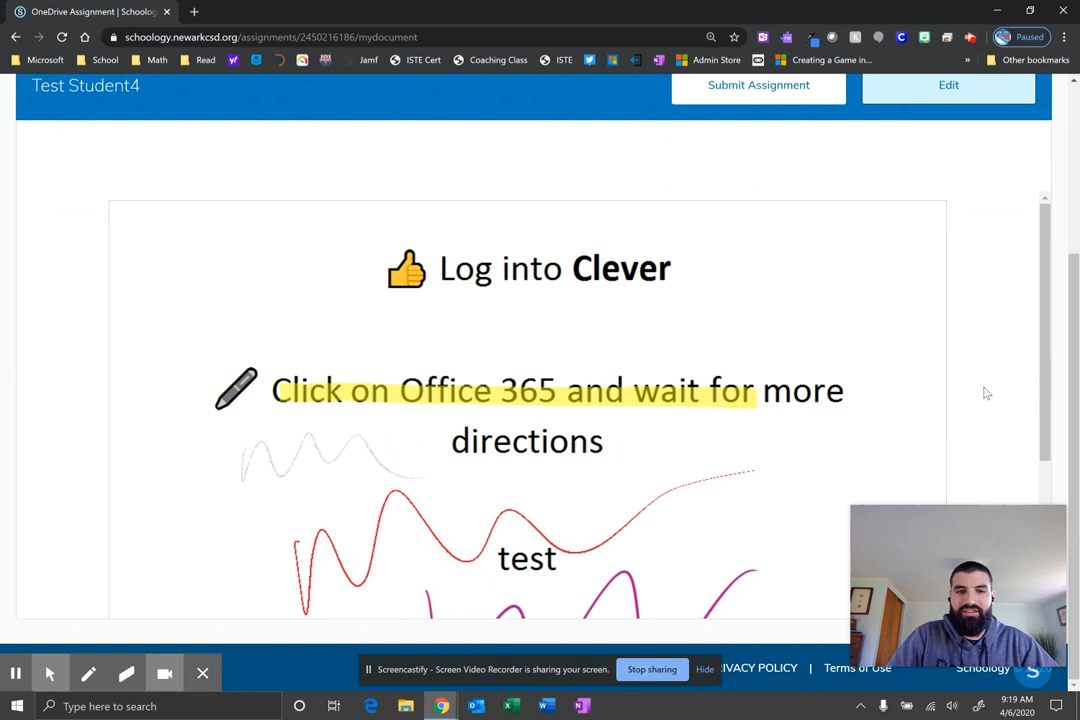 OneDrive Assignment | Schoolog
schoology.newarkcsd.org/assignments/2450216186/mydocument
Paused
Microsoft School Math Read Jamf ISTE Cert Coaching Class ISTE Admin Store Creating a Game in... » Other bookmarks
Test Student4
Submit Assignment
Edit
Log into Clever
Click on Office 365 and wait for more
directions
test
Screencastify - Screen Video Recorder is sharing your screen.
Stop sharing
Hide
IVACY POLICY | Terms of Use
Schoology
Type here to search
9:19 AM
4/6/2020